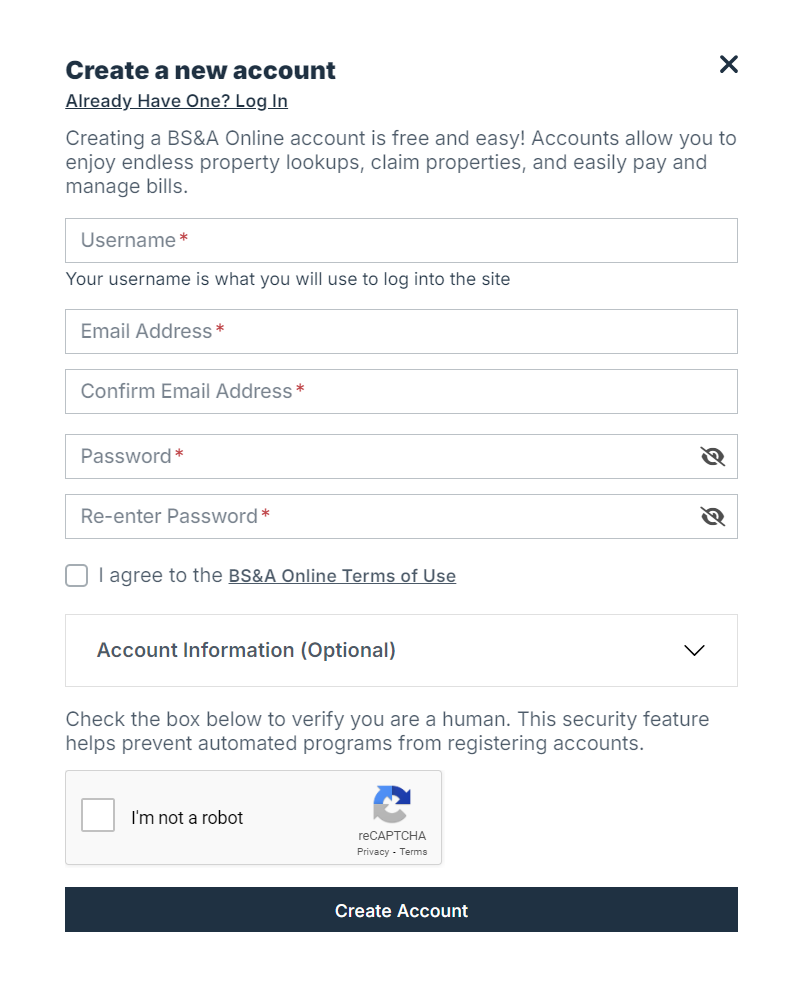 Create a new account
Already Have One? Log In
Creating a BS&A Online account is free and easy! Accounts allow you to
enjoy endless property lookups, claim properties, and easily pay and
manage bills.
Username*
Your username is what you will use to log into the site
Email Address*
Confirm Email Address*
Password*
Re-enter Password*
I agree to the BS&A Online Terms of Use
Account Information (Optional)
Check the box below to verify you are a human. This security feature
helps prevent automated programs from registering accounts.
I'm not a robot
reCAPTCHA
Privacy - Terms
Create Account